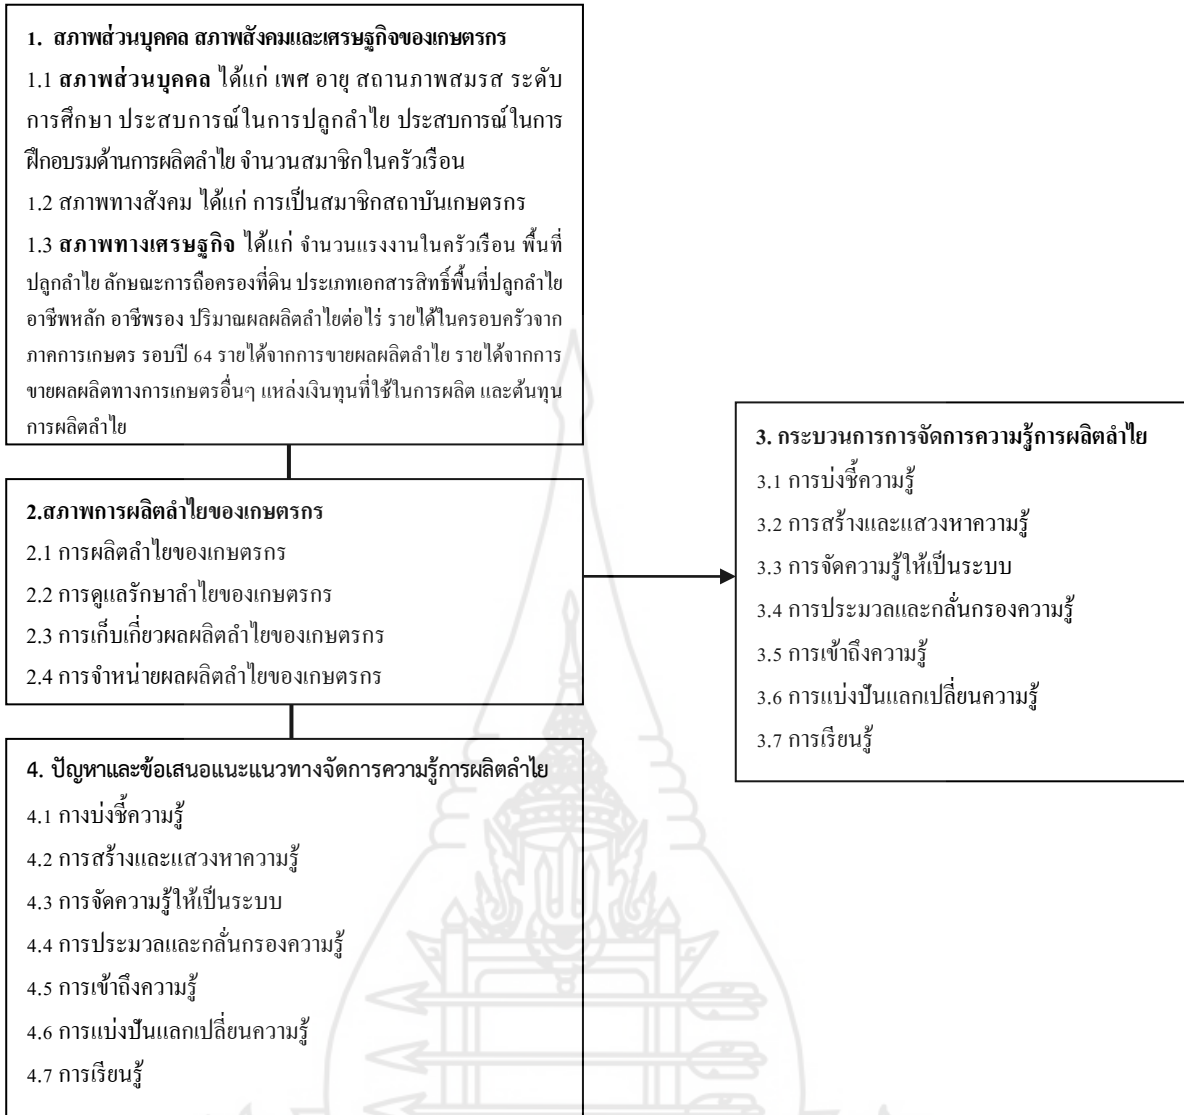 1. สภาพส่วนบุคคล สภาพสังคมและเศรษฐกิจของเกษตรกร
1.1 สภาพส่วนบุคคล ได้แก่ เพศ อายุ สถานภาพสมรส ระดับ
การศึกษา ประสบการณ์ในการปลูกลำไย ประสบการณ์ในการ
ฝึกอบรมด้านการผลิตลำไย จำนวนสมาชิกในครัวเรือน
1.2 สภาพทางสังคม ได้แก่ การเป็นสมาชิกสถาบันเกษตรกร
1.3 สภาพทางเศรษฐกิจ ได้แก่ จำนวนแรงงานในครัวเรือน พื้นที่
ปลูกลำไย ลักษณะการถือครองที่ดิน ประเภทเอกสารสิทธิ์พื้นที่ปลูกลำไย
อาชีพหลัก อาชีพรอง ปริมาณผลผลิตลำไยต่อไร่ รายได้ในครอบครัวจาก
ภาคการเกษตร รอบปี 64 รายได้จากการขายผลผลิตลำไย รายได้จากการ
ขายผลผลิตทางการเกษตรอื่นๆ แหล่งเงินทุนที่ใช้ในการผลิต และต้นทุน
การผลิตลำไย
2.สภาพการผลิตลำไยของเกษตรกร
2.1 การผลิตลำไยของเกษตรกร
2.2 การดูแลรักษาลำไยของเกษตรกร
2.3 การเก็บเกี่ยวผลผลิตลำไยของเกษตรกร
2.4 การจำหน่ายผลผลิตลำไยของเกษตรกร
3. กระบวนการการจัดการความรู้การผลิตลำไย
3.1 การบ่งชี้ความรู้
3.2 การสร้างและแสวงหาความรู้
3.3 การจัดความรู้ให้เป็นระบบ
3.4 การประมวลและกลั่นกรองความรู้
3.5 การเข้าถึงความรู้
3.6 การแบ่งปันแลกเปลี่ยนความรู้
3.7 การเรียนรู้
4. ปัญหาและข้อเสนอแนะแนวทางจัดการความรู้การผลิตลำไย
4.1 กางบ่งชี้ความรู้
4.2 การสร้างและแสวงหาความรู้
4.3 การจัดความรู้ให้เป็นระบบ
4.4 การประมวลและกลั่นกรองความรู้
4.5 การเข้าถึงความรู้
4.6 การแบ่งปันแลกเปลี่ยนความรู้
4.7 การเรียนรู้